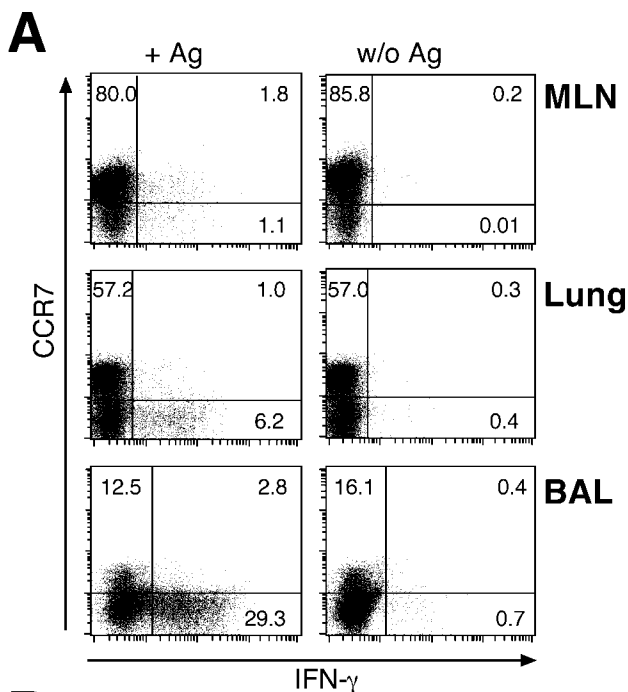 A
+ Ag
w/o Ag
80.0 1.8
1.1
85.8 0.2
0.01
MLN
57.2 1.0
6.2
57.0 0.3
0.4
Lung
12.5 2.8
29.3
16.1 0.4
0.7
BAL
CCR7
IFN-γ